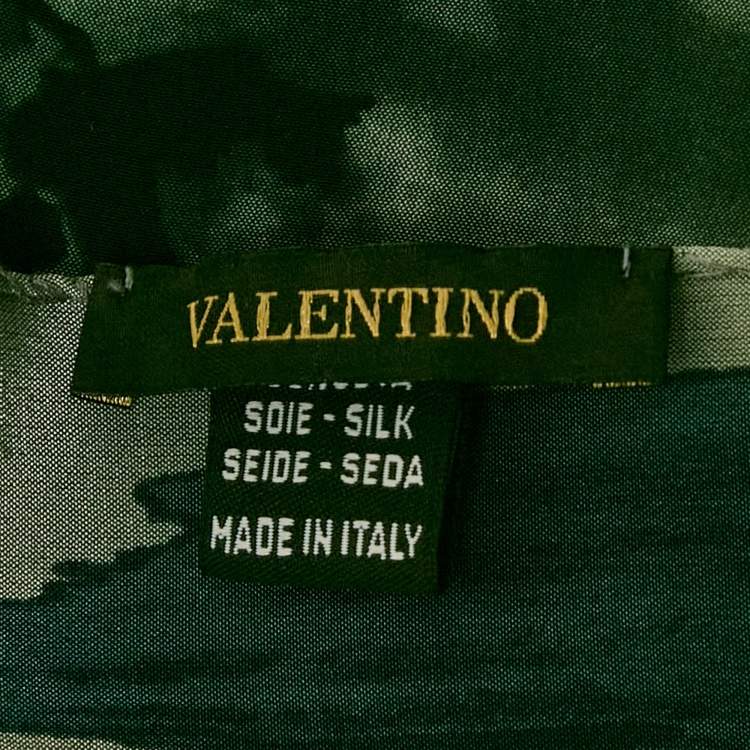 VALENTINO
SOIE - SILK
SEIDE - SEDA
MADE IN ITALY